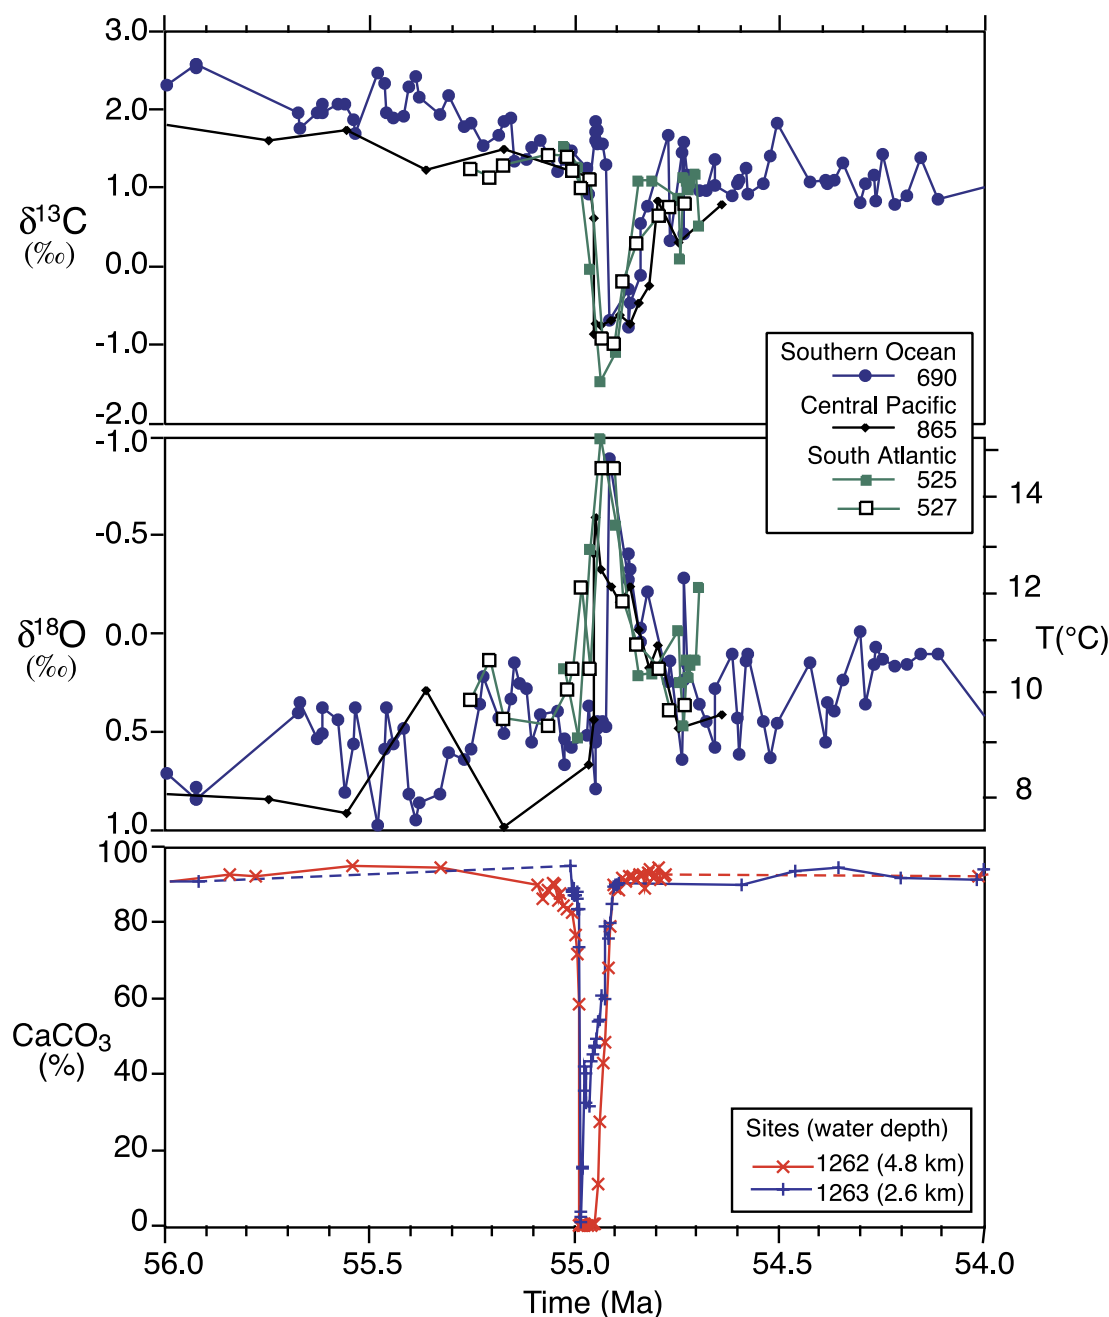 3.0
2.0
1.0
0.0
-1.0
-2.0
δ13C
(‰)
Southern Ocean
690
Central Pacific
865
South Atlantic
525
527
-1.0
-0.5
0.0
0.5
1.0
δ18O
(‰)
14
12
10
8
T(°C)
100
80
60
40
20
0
CaCO3
(%)
Sites (water depth)
1262 (4.8 km)
1263 (2.6 km)
56.0 55.5 55.0 54.5 54.0
Time (Ma)